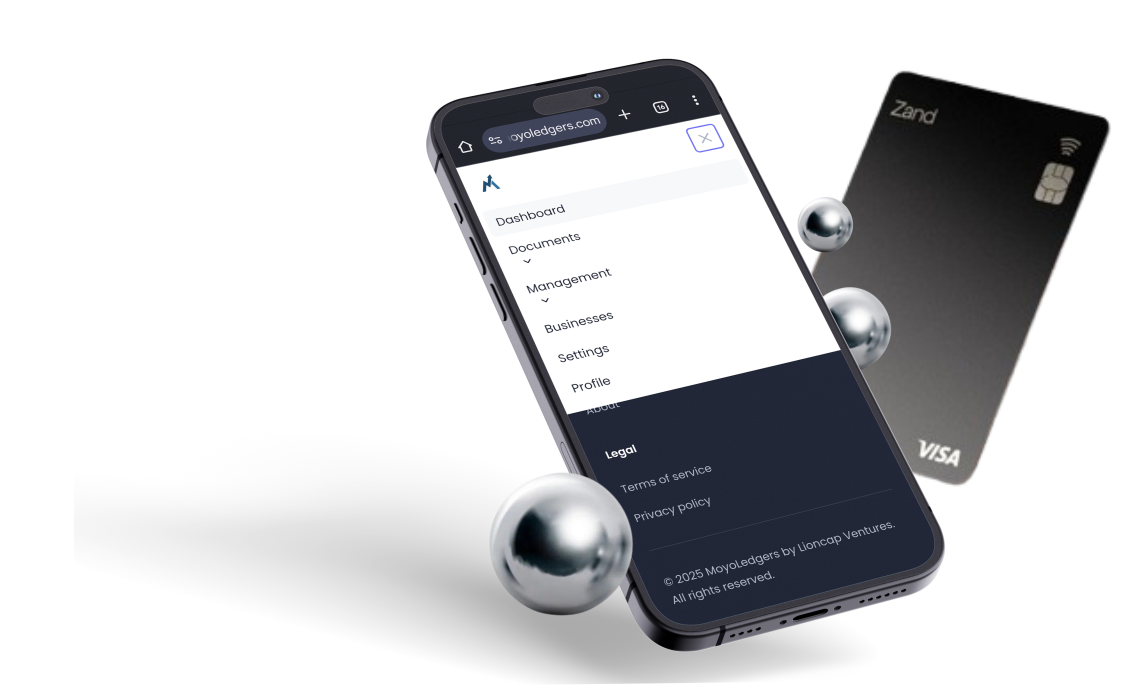 oyoledgers.com
16
Dashboard
Documents
Management
Businesses
Settings
Profile
About
Legal
Terms of service
Privacy policy
© 2025 MoyoLedgers by Lioncap Ventures.
All rights reserved.
Zand
VISA